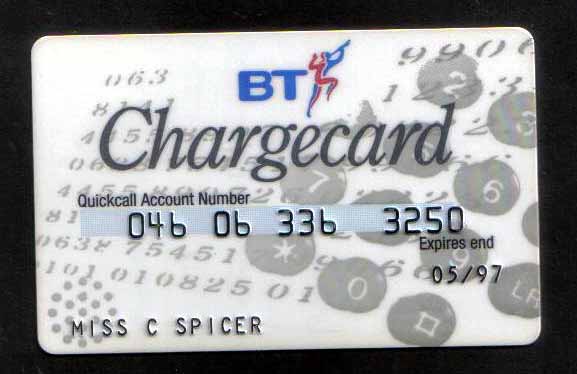 BT
Chargecard
Quickcall Account Number
046 06 336 3250
Expires end
05/97
MISS C SPICER